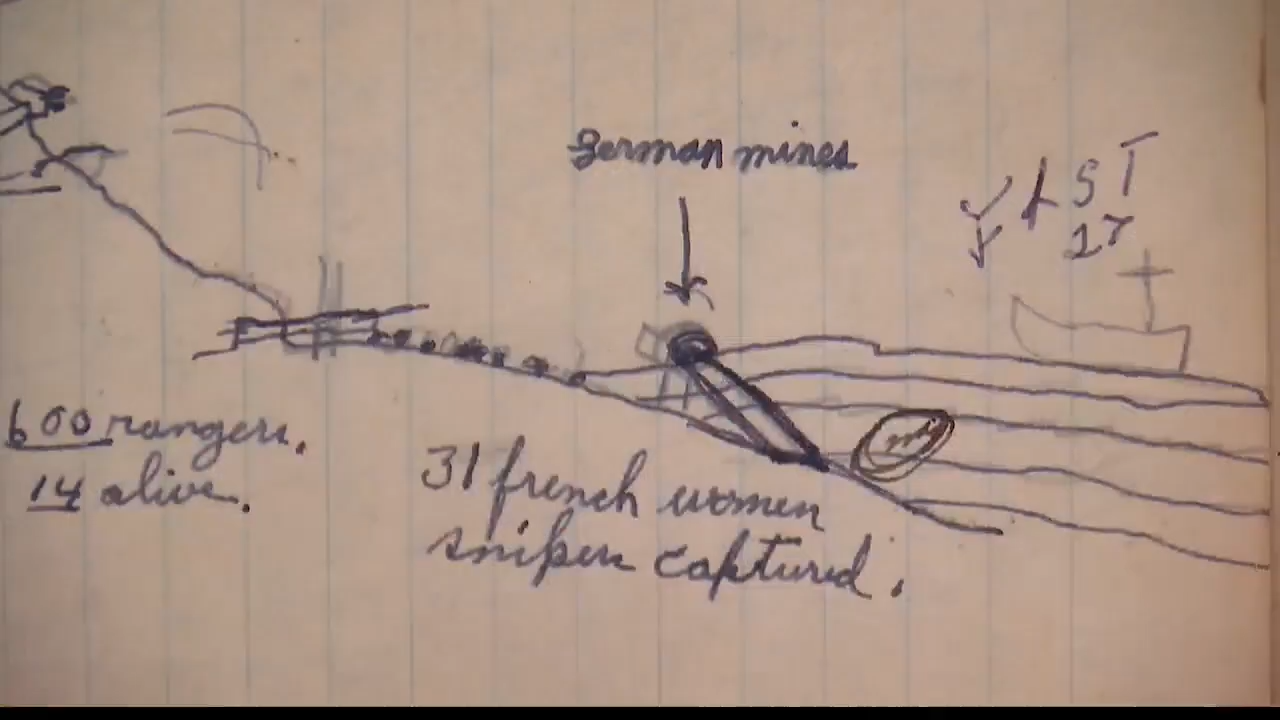 German mines
LST
17
600 rangers.
14 alive.
31 french women
snipers captured.